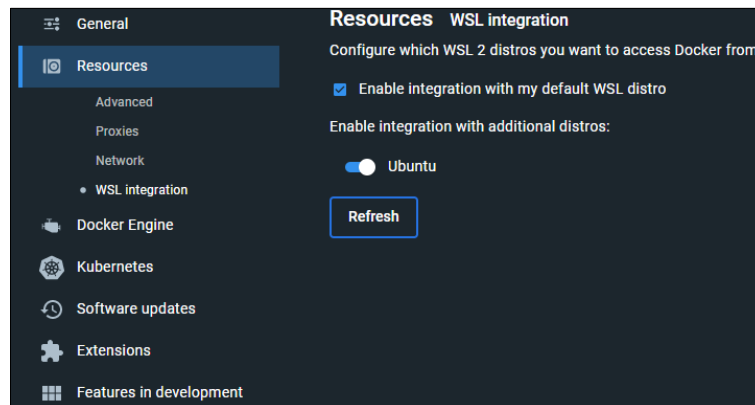 General
Resources
Advanced
Proxies
Network
WSL integration
Docker Engine
Kubernetes
Software updates
Extensions
Features in development
Resources WSL integration
Configure which WSL 2 distros you want to access Docker from
Enable integration with my default WSL distro
Enable integration with additional distros:
Ubuntu
Refresh